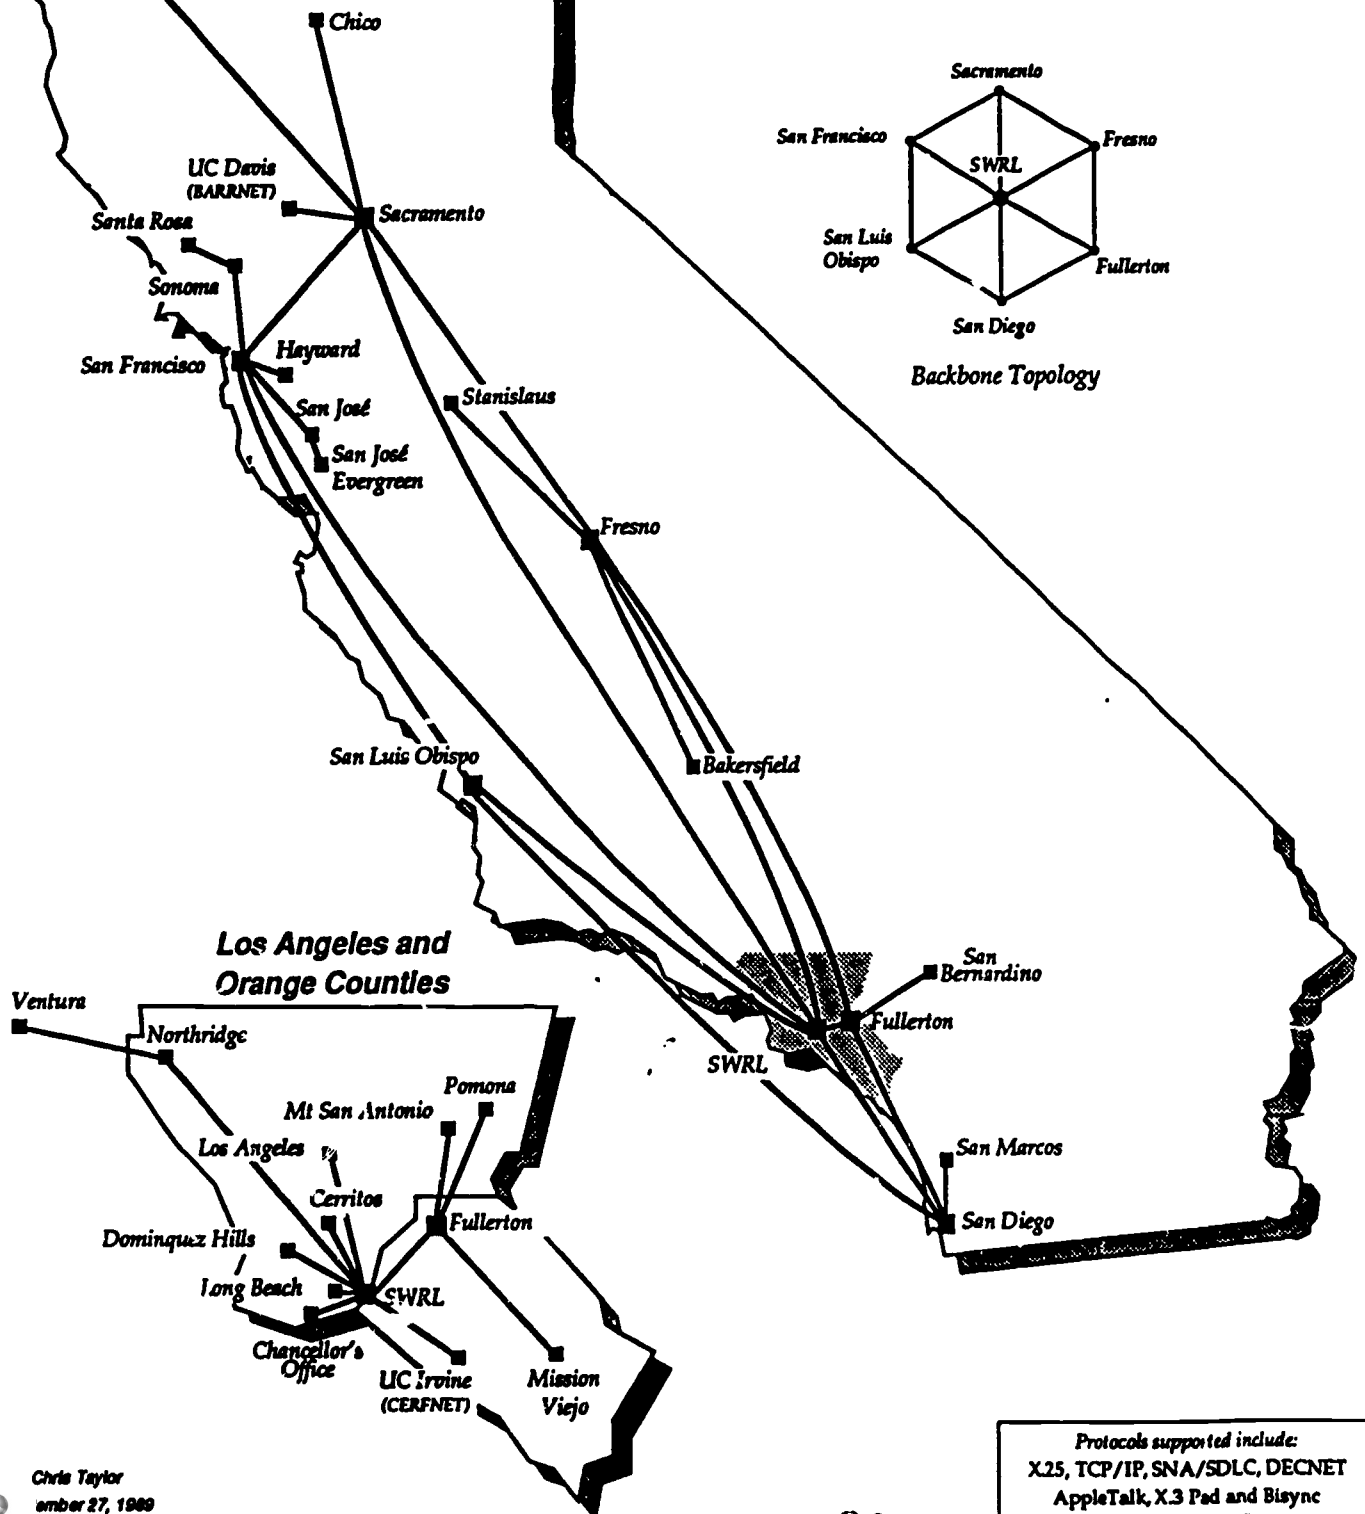 Chico
Sacramento
San Francisco
Fresno
SWRL
San Luis
Obispo
Fullerton
San Diego
Backbone Topology
UC Davis
(BARRNET)
Sacramento
Santa Rosa
Sonoma
San Francisco
Hayward
San José
San José
Evergreen
Stanislaus
Fresno
San Luis Obispo
Bakersfield
San
Bernardino
Fullerton
SWRL
San Marcos
San Diego
Los Angeles and
Orange Counties
Ventura
Northridge
Pomona
Mt San Antonio
Los Angeles
Cerritos
Fullerton
Dominquez Hills
Long Beach
SWRL
Chancellor's
Office
UC Irvine
(CERFNET)
Mission
Viejo
Chris Taylor
ember 27, 1989
Protocols supported include:
X.25, TCP/IP, SNA/SDLC, DECNET
AppleTalk, X.3 Pad and Bisync